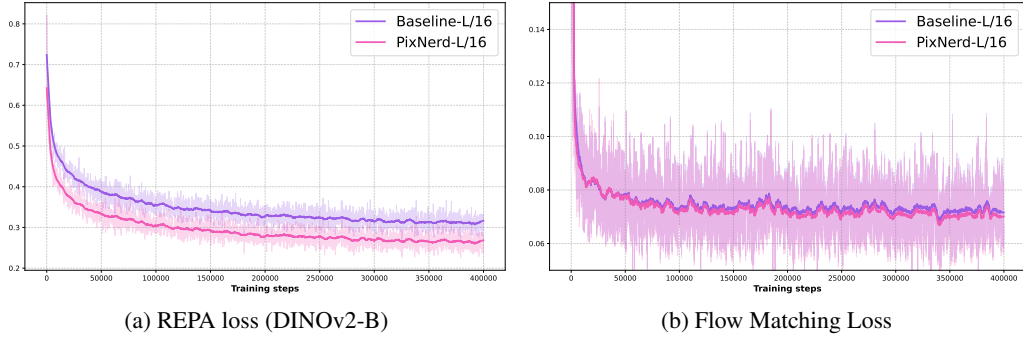 0.8
0.7
0.6
0.5
0.4
0.3
0.2
Baseline-L/16
PixNerd-L/16
0 50000 100000 150000 200000 250000 300000 350000 400000
Training steps
(a) REPA loss (DINOv2-B)
0.14
0.12
0.10
0.08
0.06
Baseline-L/16
PixNerd-L/16
0 50000 100000 150000 200000 250000 300000 350000 400000
Training steps
(b) Flow Matching Loss